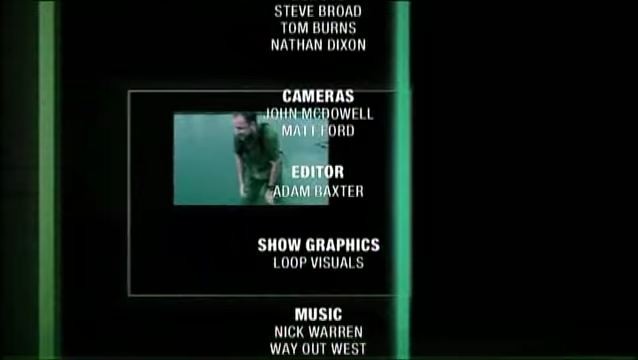 STEVE BROAD
TOM BURNS
NATHAN DIXON
CAMERAS
JOHN MCDOWELL
MATT FORD
EDITOR
ADAM BAXTER
SHOW GRAPHICS
LOOP VISUALS
MUSIC
NICK WARREN
WAY OUT WEST